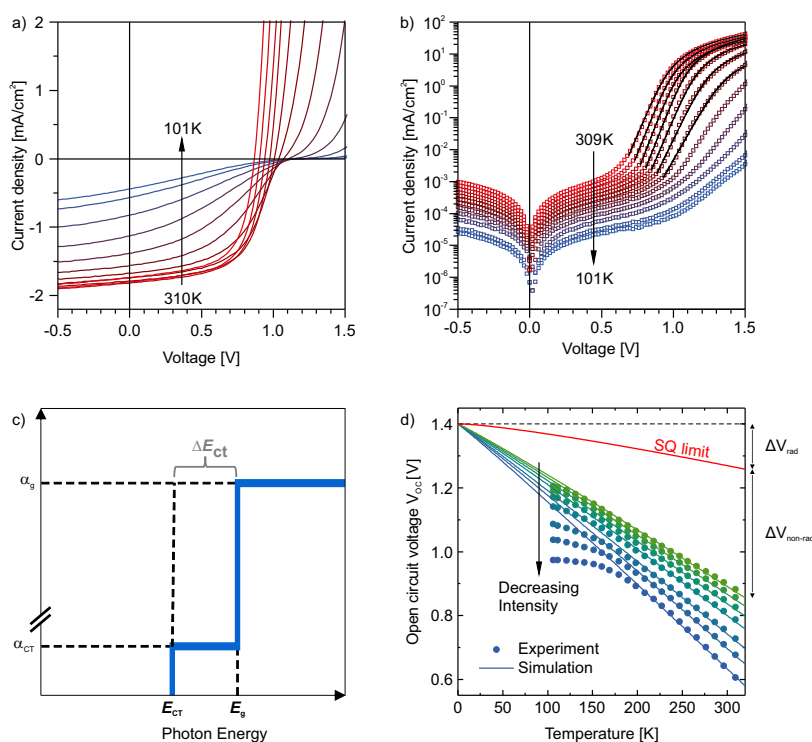 a)
Current density [mA/cm²]
2
1
0
-1
-2
101K
310K
-0.5 0.0 0.5 1.0 1.5
Voltage [V]
b)
Current density [mA/cm²]
10²
10¹
10⁰
10⁻¹
10⁻²
10⁻³
10⁻⁴
10⁻⁵
10⁻⁶
10⁻⁷
309K
101K
-0.5 0.0 0.5 1.0 1.5
Voltage [V]
c)
ΔE_ct
α_g
α_CT
E_CT E_g
Photon Energy
d)
Open circuit voltage V_O.C. [V]
1.4
1.2
1.0
0.8
0.6
SQ limit
ΔV_rad
ΔV_non-rad
Decreasing
Intensity
Experiment
Simulation
0 50 100 150 200 250 300
Temperature [K]